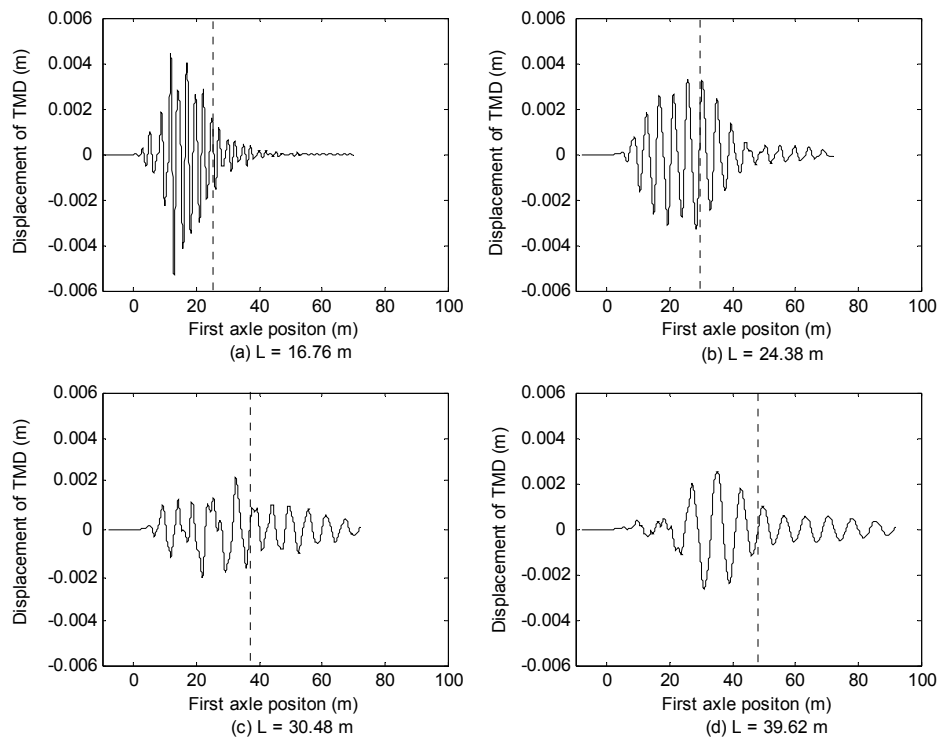 0.006
0.004
0.002
0
-0.002
-0.004
-0.006
Displacement of TMD (m)
0 20 40 60 80 100
First axle positon (m)
(a) L = 16.76 m
0.006
0.004
0.002
0
-0.002
-0.004
-0.006
Displacement of TMD (m)
0 20 40 60 80 100
First axle positon (m)
(b) L = 24.38 m
0.006
0.004
0.002
0
-0.002
-0.004
-0.006
Displacement of TMD (m)
0 20 40 60 80 100
First axle positon (m)
(c) L = 30.48 m
0.006
0.004
0.002
0
-0.002
-0.004
-0.006
Displacement of TMD (m)
0 20 40 60 80 100
First axle positon (m)
(d) L = 39.62 m